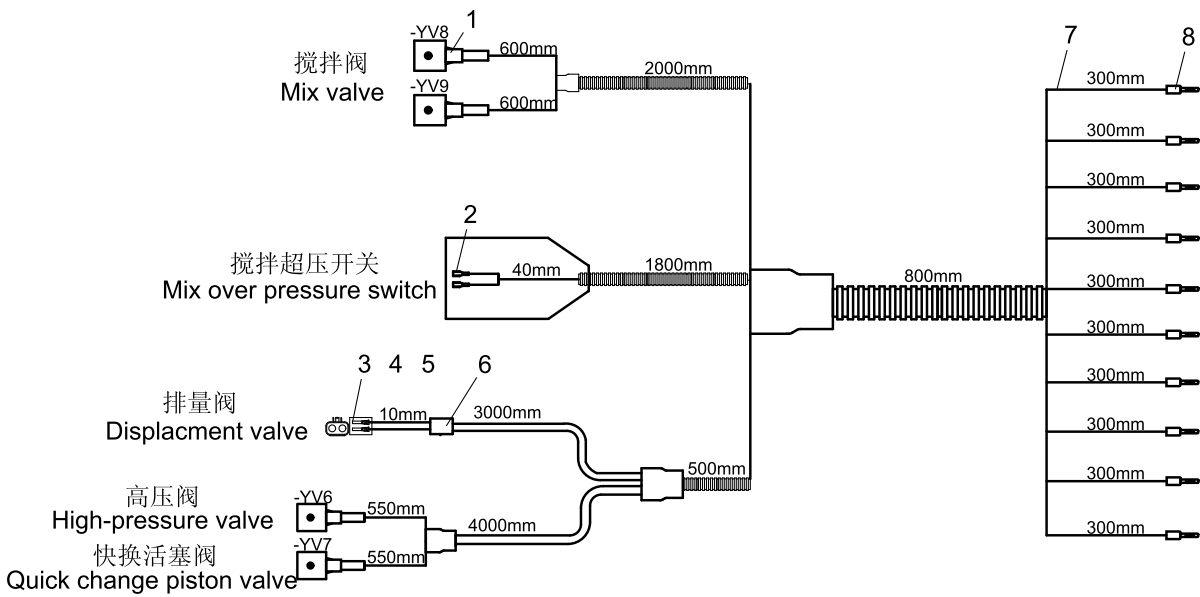 -YV8
1
600mm
搅拌阀
Mix valve
2000mm
-YV9
600mm
2
搅拌超压开关
Mix over pressure switch
40mm
1800mm
800mm
3 4 5 6
排量阀
Displacment valve
10mm
3000mm
500mm
高压阀
High-pressure valve
-YV6
550mm
4000mm
快换活塞阀
Quick change piston valve
-YV7
550mm
7
8
300mm
300mm
300mm
300mm
300mm
300mm
300mm
300mm
300mm
300mm